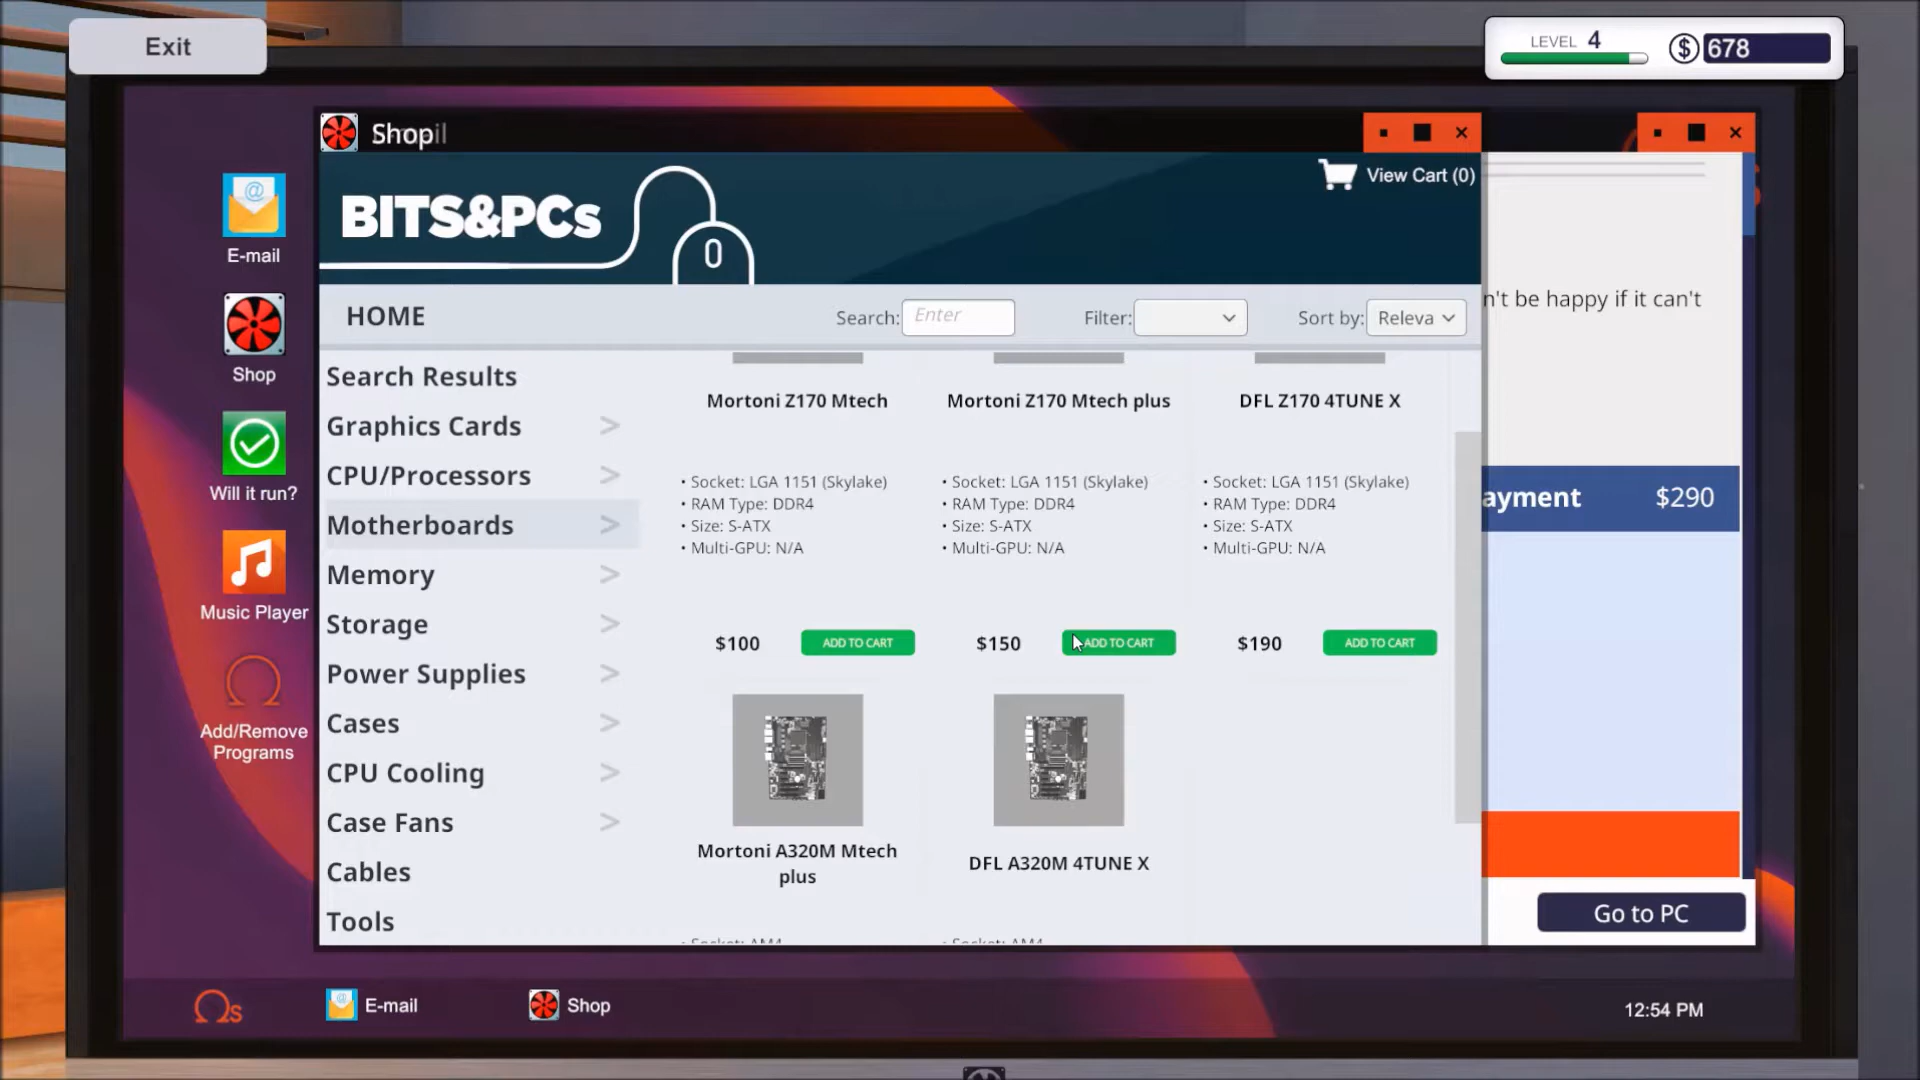 Exit
LEVEL 4
$ 678
Shop
View Cart (0)
BITS&PCs
HOME
Search: Enter
Filter:
Sort by: Releva
n't be happy if it can't
ayment $290
Go to PC
E-mail
Shop
Will it run?
Music Player
Add/Remove
Programs
Search Results
Graphics Cards >
CPU/Processors >
Motherboards >
Memory >
Storage >
Power Supplies >
Cases >
CPU Cooling >
Case Fans >
Cables
Tools
Mortoni Z170 Mtech
• Socket: LGA 1151 (Skylake)
• RAM Type: DDR4
• Size: S-ATX
• Multi-GPU: N/A
$100 ADD TO CART
Mortoni Z170 Mtech plus
• Socket: LGA 1151 (Skylake)
• RAM Type: DDR4
• Size: S-ATX
• Multi-GPU: N/A
$150 ADD TO CART
DFL Z170 4TUNE X
• Socket: LGA 1151 (Skylake)
• RAM Type: DDR4
• Size: S-ATX
• Multi-GPU: N/A
$190 ADD TO CART
Mortoni A320M Mtech
plus
• Socket: AM4
DFL A320M 4TUNE X
• Socket: AM4
Ωs
E-mail
Shop
12:54 PM